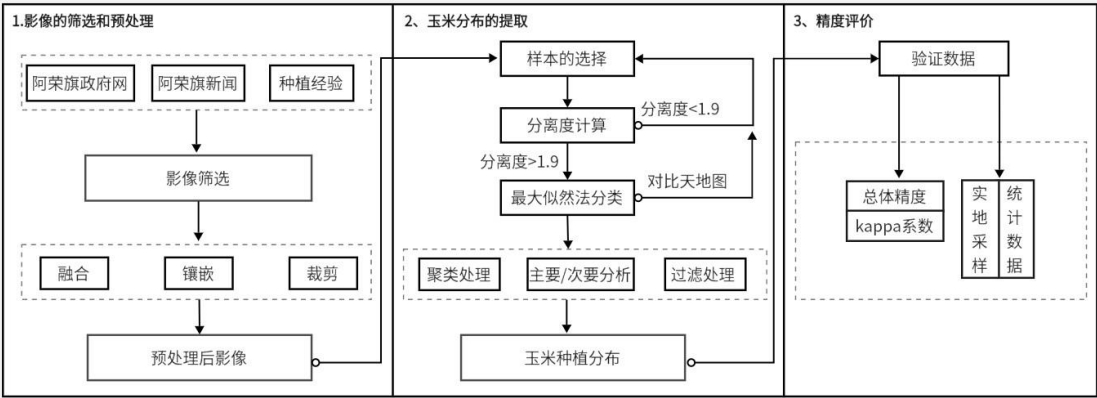 1.影像的筛选和预处理
阿荣旗政府网
阿荣旗新闻
种植经验
影像筛选
融合
镶嵌
裁剪
预处理后影像
2、玉米分布的提取
样本的选择
分离度计算
分离度<1.9
分离度>1.9
最大似然法分类
对比天地图
聚类处理
主要/次要分析
过滤处理
玉米种植分布
3、精度评价
验证数据
总体精度
kappa系数
实地采样
统计数据